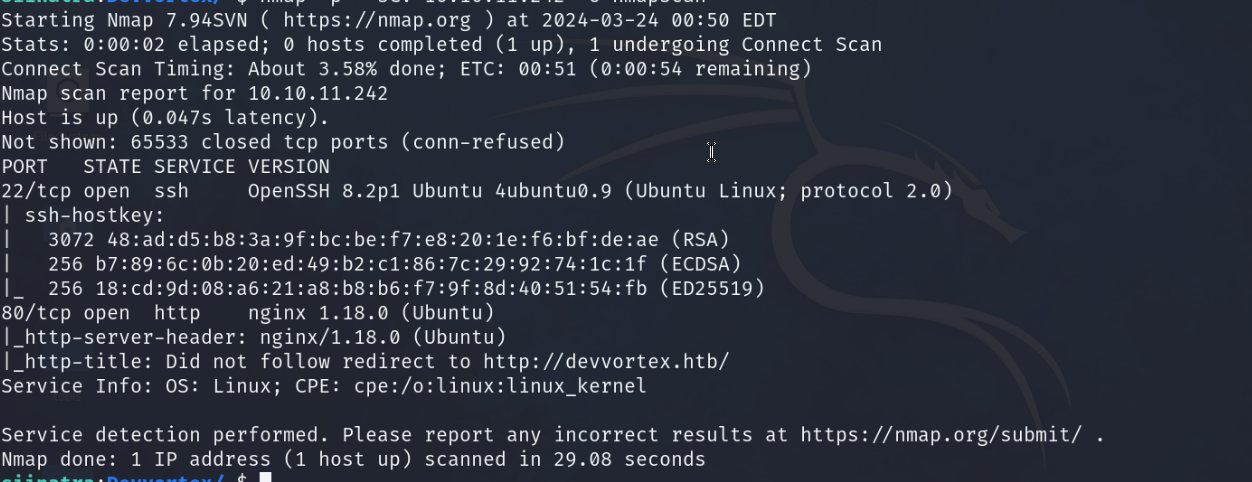 Starting Nmap 7.94SVN ( https://nmap.org ) at 2024-03-24 00:50 EDT
Stats: 0:00:02 elapsed; 0 hosts completed (1 up), 1 undergoing Connect Scan
Connect Scan Timing: About 3.58% done; ETC: 00:51 (0:00:54 remaining)
Nmap scan report for 10.10.11.242
Host is up (0.047s latency).
Not shown: 65533 closed tcp ports (conn-refused)
PORT   STATE SERVICE VERSION
22/tcp open  ssh     OpenSSH 8.2p1 Ubuntu 4ubuntu0.9 (Ubuntu Linux; protocol 2.0)
| ssh-hostkey:
|   3072 48:ad:d5:b8:3a:9f:bc:be:f7:e8:20:1e:f6:bf:de:ae (RSA)
|   256 b7:89:6c:0b:20:ed:49:b2:c1:86:7c:29:92:74:1c:1f (ECDSA)
|_  256 18:cd:9d:08:a6:21:a8:b8:b6:f7:9f:8d:40:51:54:fb (ED25519)
80/tcp open  http    nginx 1.18.0 (Ubuntu)
|_http-server-header: nginx/1.18.0 (Ubuntu)
|_http-title: Did not follow redirect to http://devvortex.htb/
Service Info: OS: Linux; CPE: cpe:/o:linux:linux_kernel
Service detection performed. Please report any incorrect results at https://nmap.org/submit/ .
Nmap done: 1 IP address (1 host up) scanned in 29.08 seconds